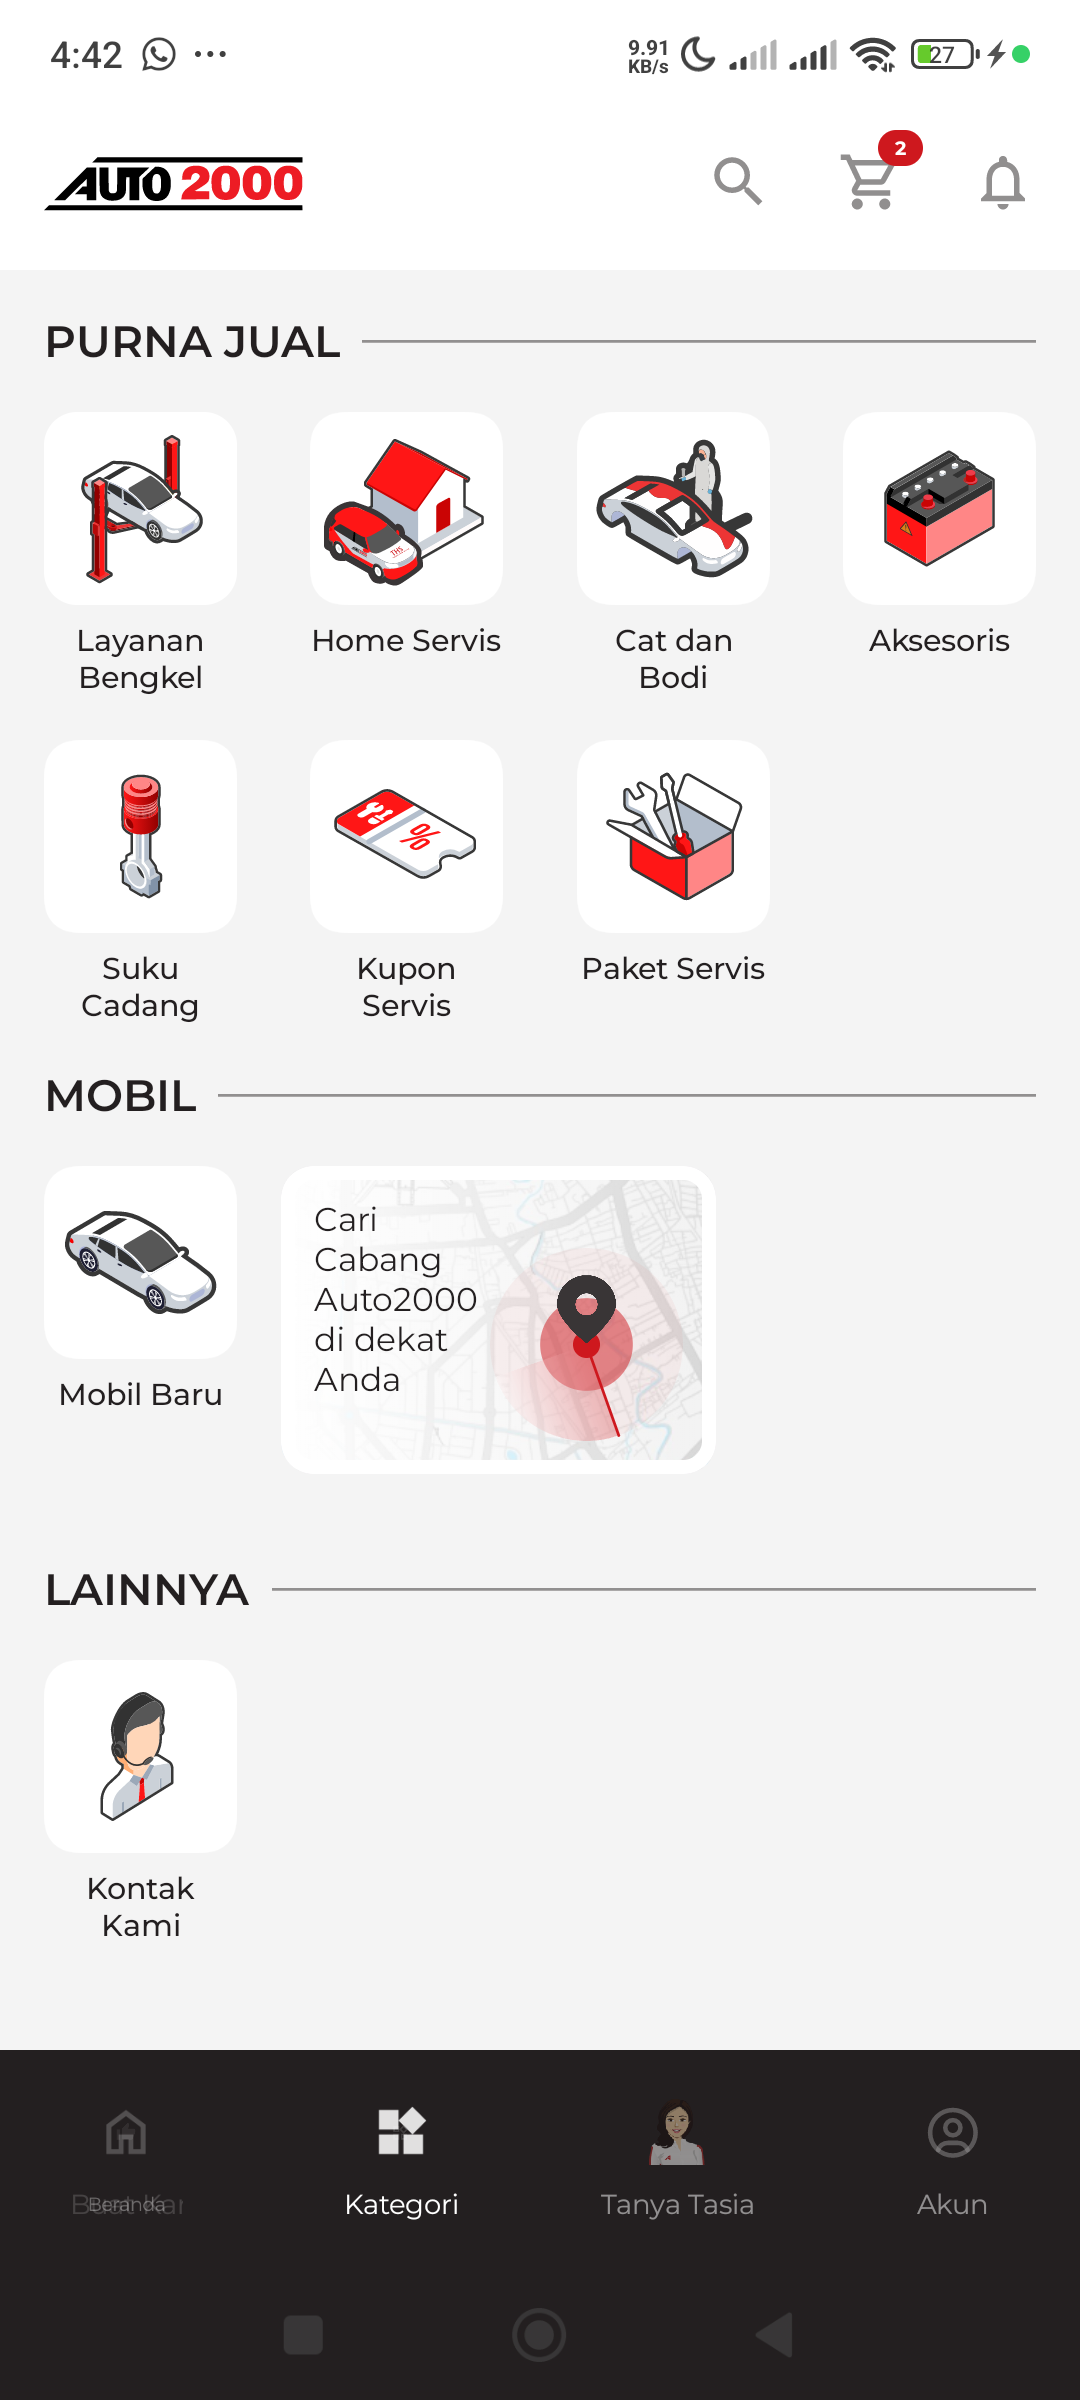 4:42
9.91
KB/s
27
AUTO 2000
2
PURNA JUAL
Layanan
Bengkel
Home Servis
Cat dan
Bodi
Aksesoris
Suku
Cadang
Kupon
Servis
Paket Servis
MOBIL
Mobil Baru
Cari
Cabang
Auto2000
di dekat
Anda
LAINNYA
Kontak
Kami
Beranda
Kategori
Tanya Tasia
Akun